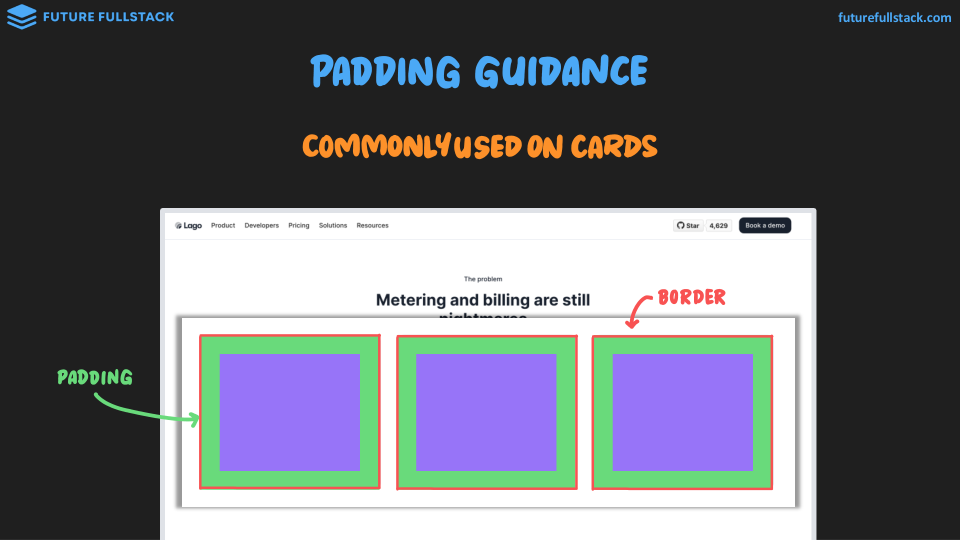 FUTURE FULLSTACK
futurefullstack.com
PADDING GUIDANCE
COMMONLY USED ON CARDS
Lago Product Developers Pricing Solutions Resources Star 4,629 Book a demo
The problem
Metering and billing are still
nightmares
BORDER
PADDING